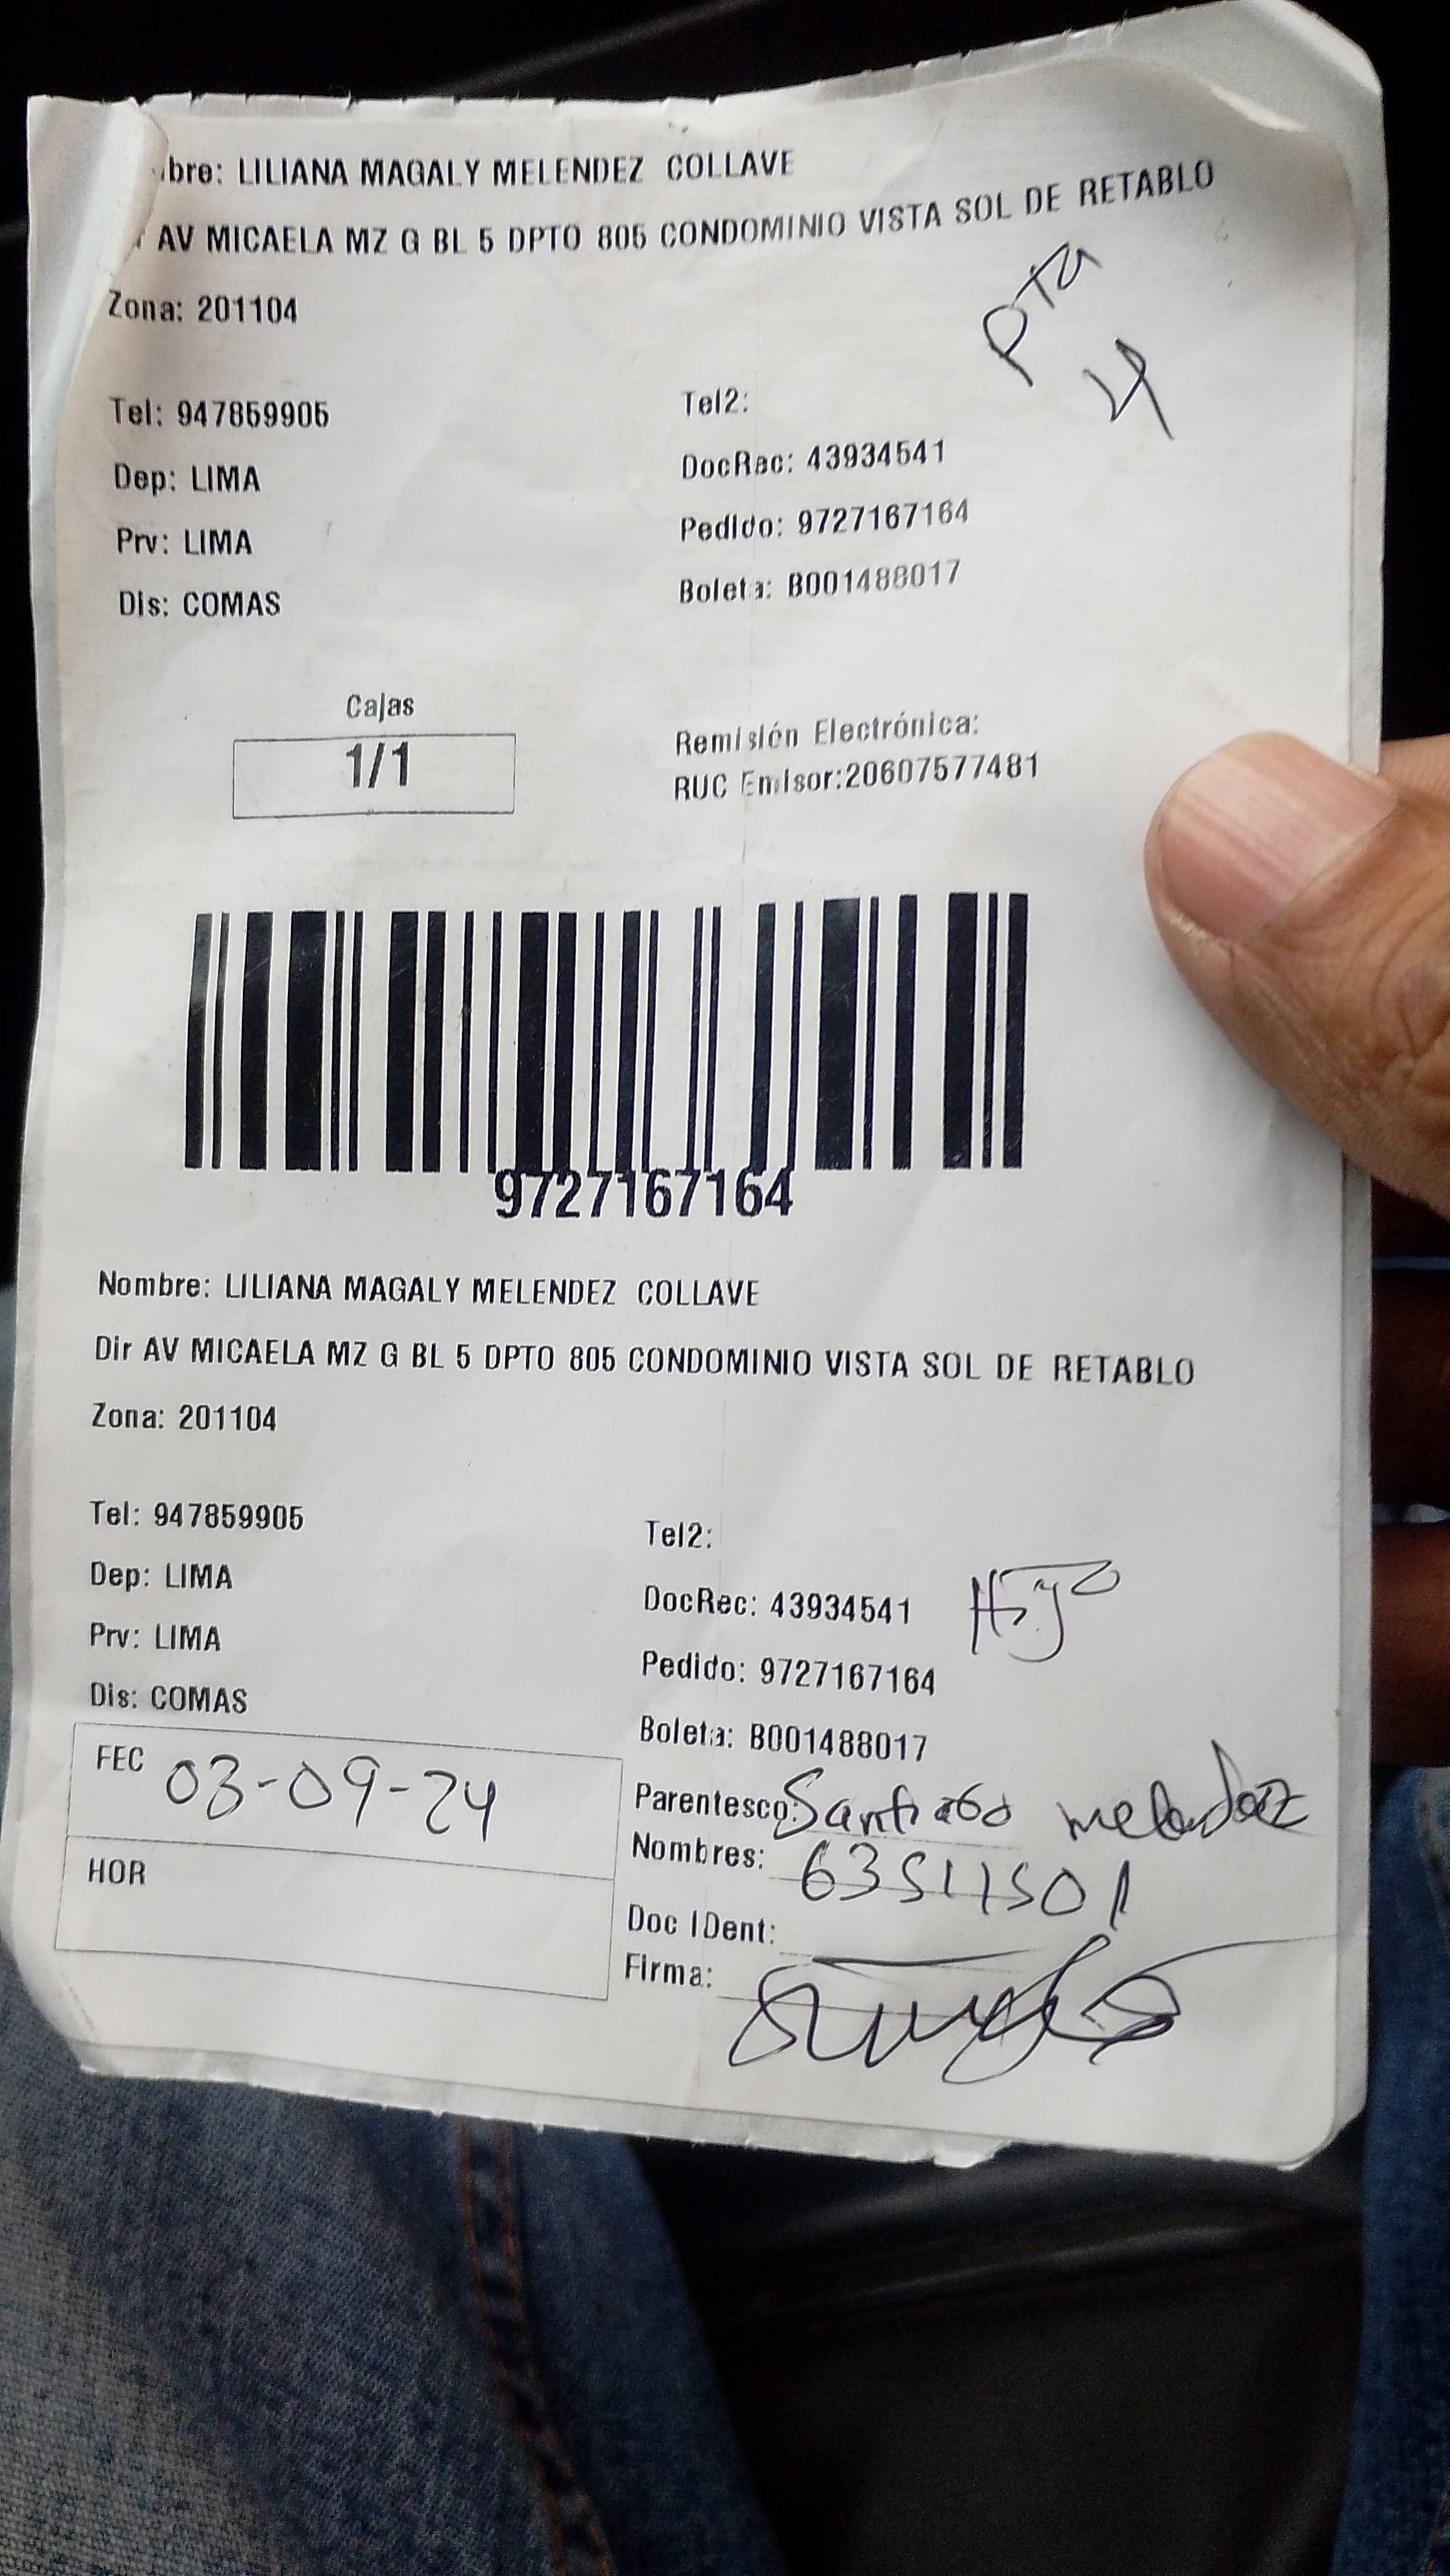 bre: LILIANA MAGALY MELENDEZ COLLAVE
AV MICAELA MZ G BL 5 DPTO 805 CONDOMINIO VISTA SOL DE RETABLO
Zona: 201104
PTA
4
Tel: 947859905
Tel2:
Dep: LIMA
DocRec: 43934541
Prv: LIMA
Pedido: 9727167164
Dis: COMAS
Boleta: B001488017
Cajas
1/1
Remisión Electrónica:
RUC Emisor:20607577481
9727167164
Nombre: LILIANA MAGALY MELENDEZ COLLAVE
Dir AV MICAELA MZ G BL 5 DPTO 805 CONDOMINIO VISTA SOL DE RETABLO
Zona: 201104
Tel: 947859905
Tel2:
Dep: LIMA
DocRec: 43934541 Hijo
Prv: LIMA
Pedido: 9727167164
Dis: COMAS
Boleta: B001488017
FEC 03-09-24
Parentesco: Santiago Melendez
Nombres: 63511501
HOR
Doc IDent:
Firma: